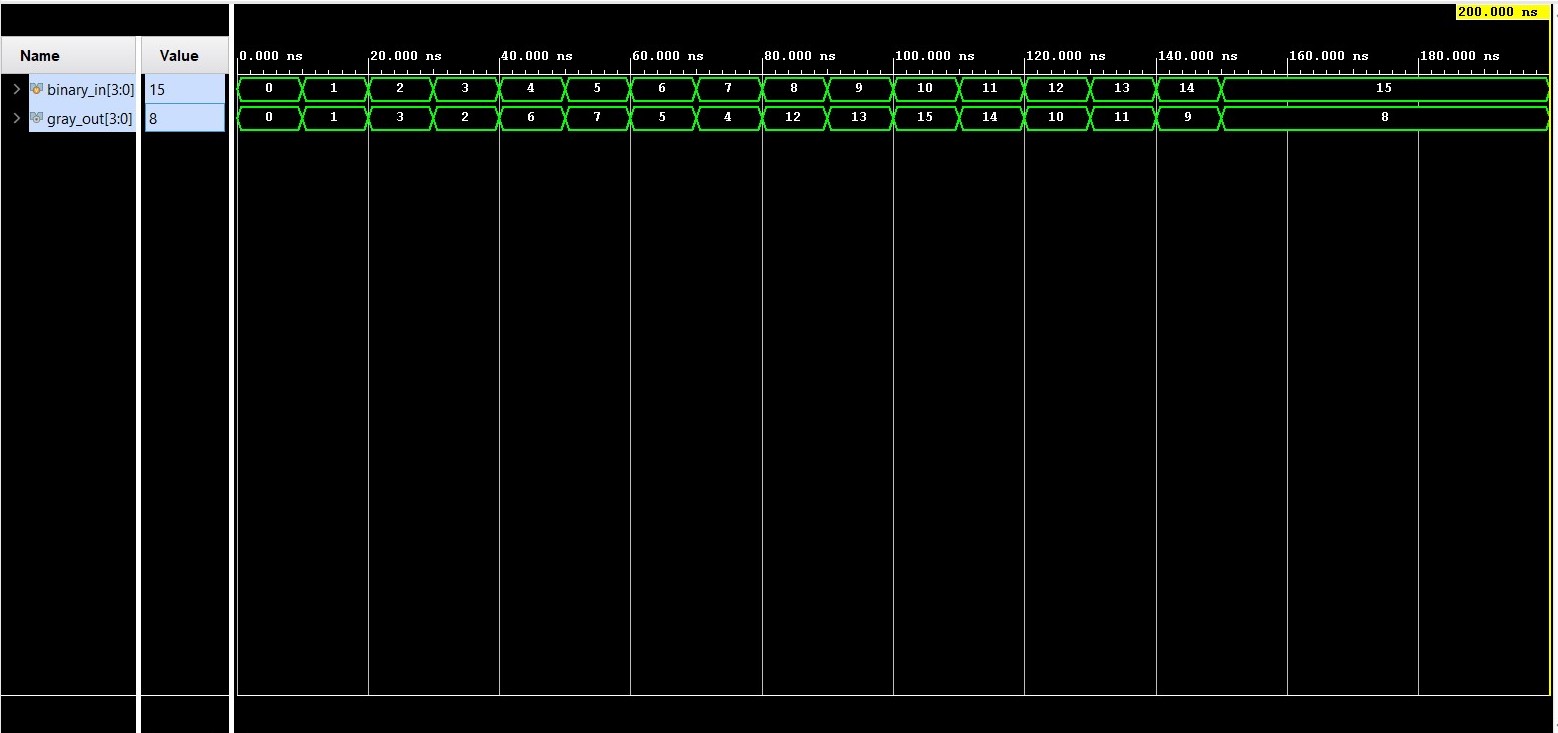 200.000 ns
Name Value 0.000 ns 20.000 ns 40.000 ns 60.000 ns 80.000 ns 100.000 ns 120.000 ns 140.000 ns 160.000 ns 180.000 ns
binary_in[3:0] 15 0 1 2 3 4 5 6 7 8 9 10 11 12 13 14 15
gray_out[3:0] 8 0 1 3 2 6 7 5 4 12 13 15 14 10 11 9 8